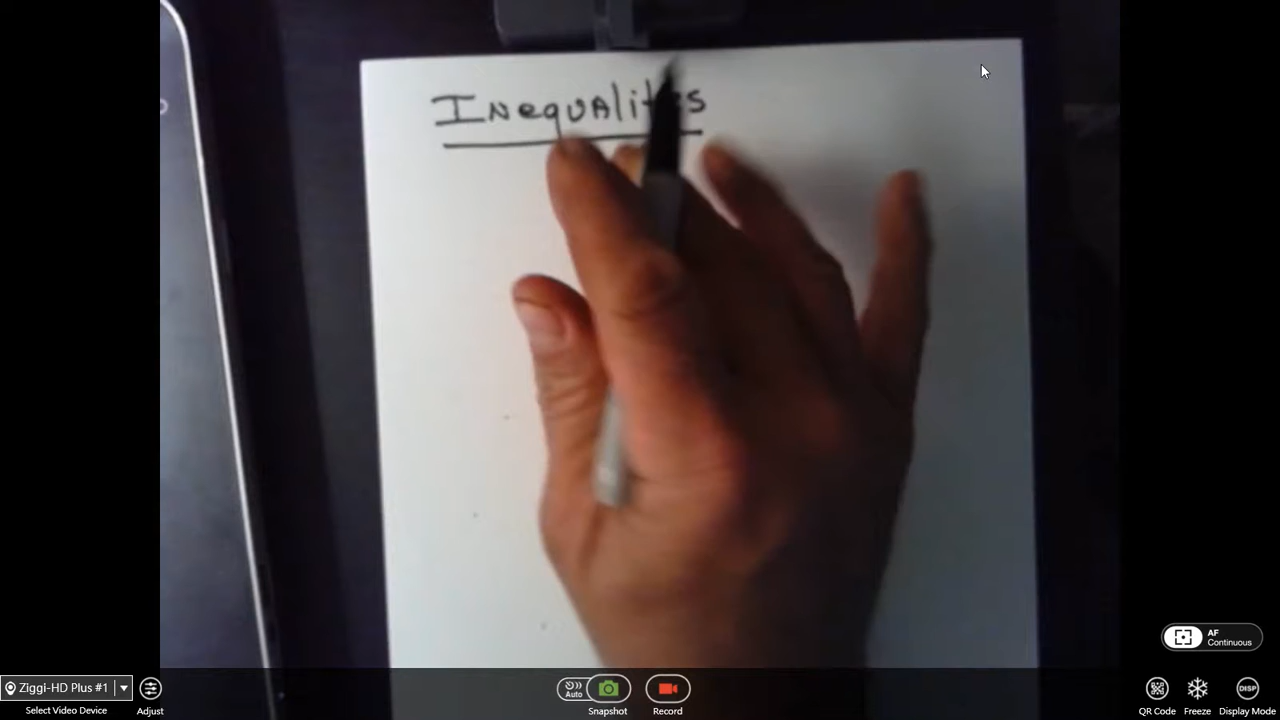 Inequalities
AF
Continuous
Ziggi-HD Plus #1
Auto
Select Video Device
Adjust
Snapshot
Record
QR Code
Freeze
DISP
Display Mode